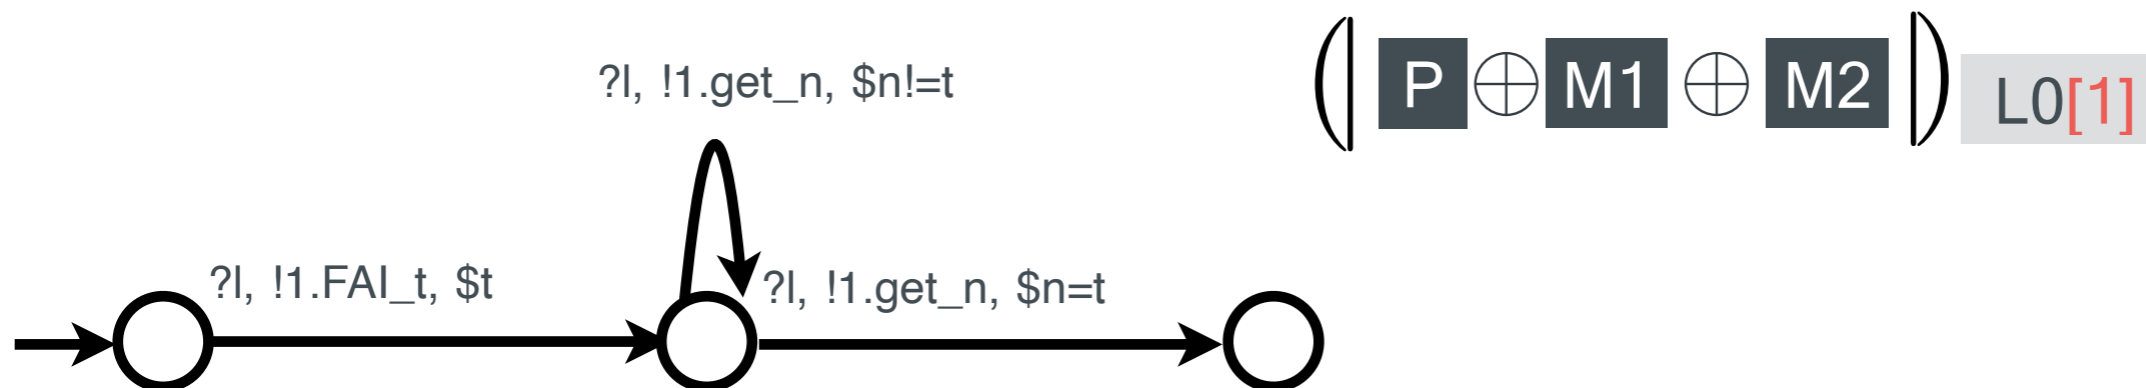 ?l, !1.get_n, $n!=t
P ⊕ M1 ⊕ M2 L0[1]
?l, !1.FAI_t, $t
?l, !1.get_n, $n=t